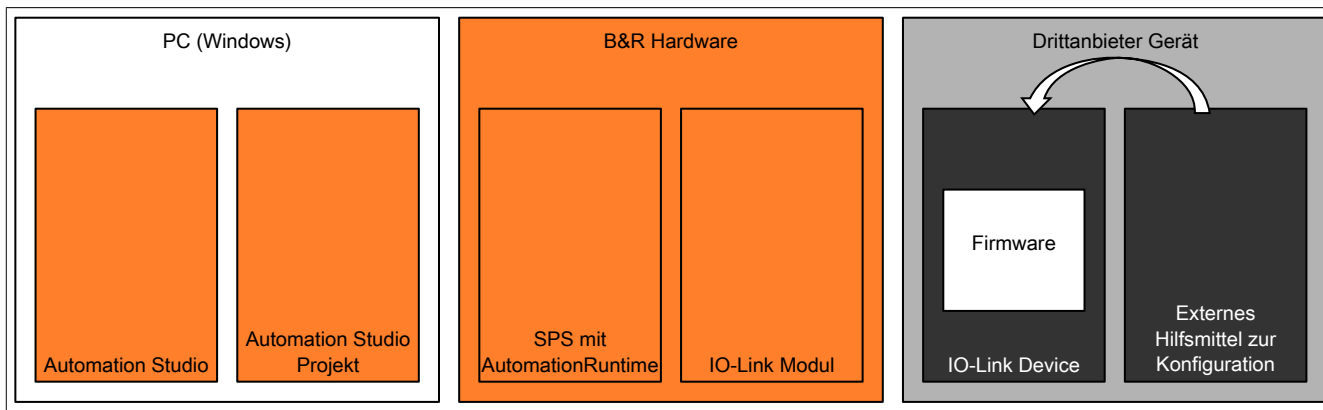 PC (Windows)
Automation Studio
Automation Studio
Projekt
B&R Hardware
SPS mit
AutomationRuntime
IO-Link Modul
Drittanbieter Gerät
Firmware
IO-Link Device
Externes
Hilfsmittel zur
Konfiguration